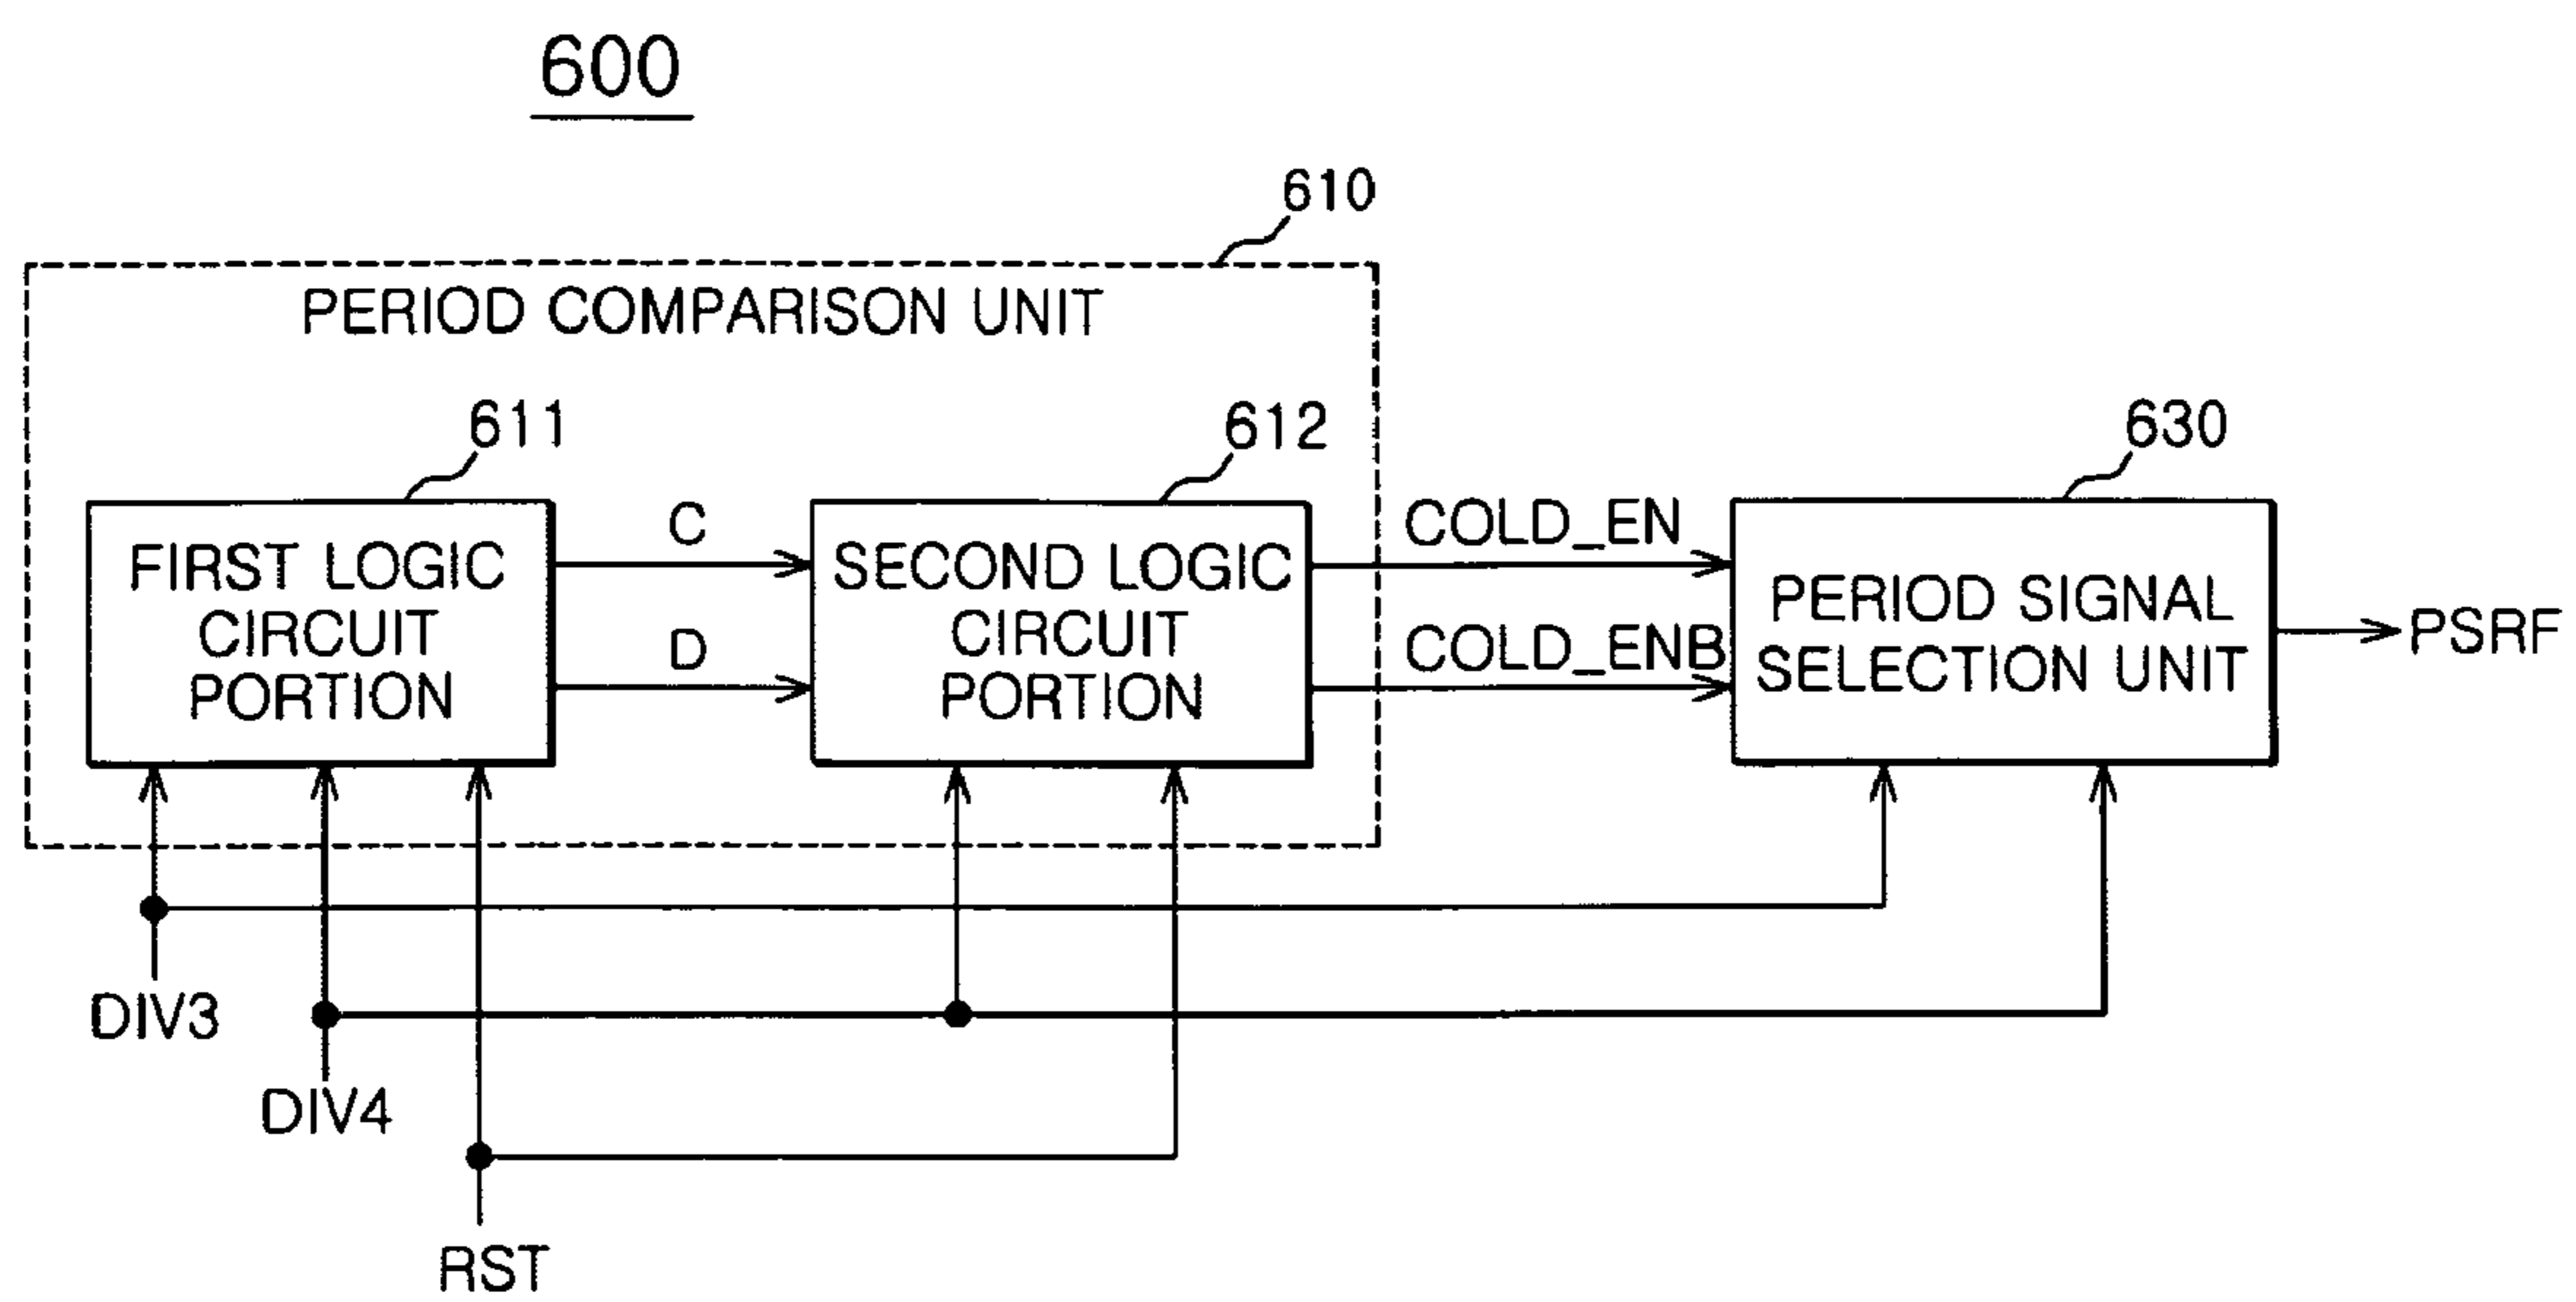 600
610
PERIOD COMPARISON UNIT
611
612
630
FIRST LOGIC
CIRCUIT
PORTION
C
D
SECOND LOGIC
CIRCUIT
PORTION
COLD_EN
COLD_ENB
PERIOD SIGNAL
SELECTION UNIT
PSRF
DIV3
DIV4
RST